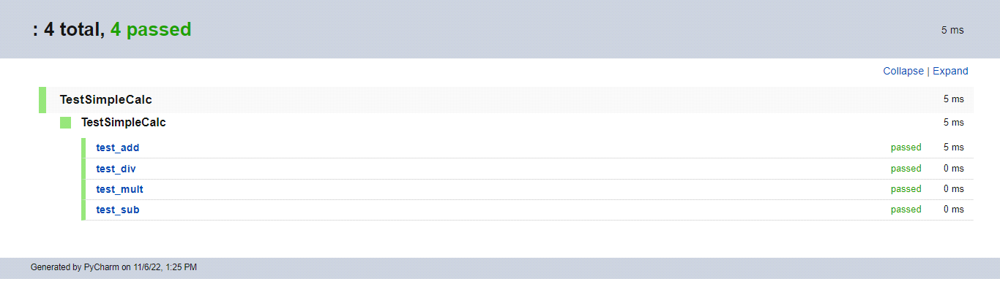 : 4 total, 4 passed 5 ms
Collapse | Expand
TestSimpleCalc 5 ms
TestSimpleCalc 5 ms
test_add passed 5 ms
test_div passed 0 ms
test_mult passed 0 ms
test_sub passed 0 ms
Generated by PyCharm on 11/6/22, 1:25 PM